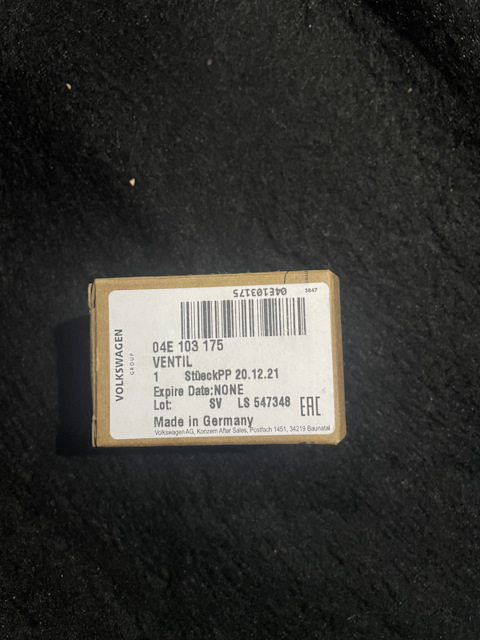 04E103175
3847
VOLKSWAGEN
GROUP
04E 103 175
VENTIL
1 StüeckPP 20.12.21
Expire Date:NONE
Lot: SV LS 547348
EAC
Made in Germany
Volkswagen AG, Konzern After Sales, Postfach 1451, 34219 Baunatal